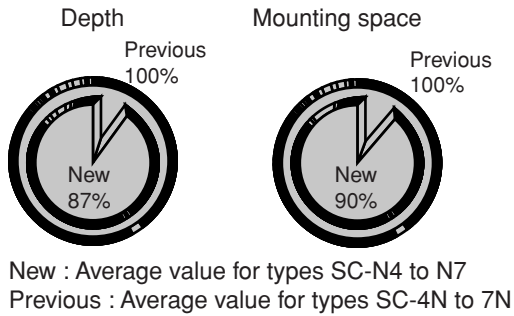 Depth
Mounting space
Previous
100%
Previous
100%
New
87%
New
90%
New : Average value for types SC-N4 to N7
Previous : Average value for types SC-4N to 7N